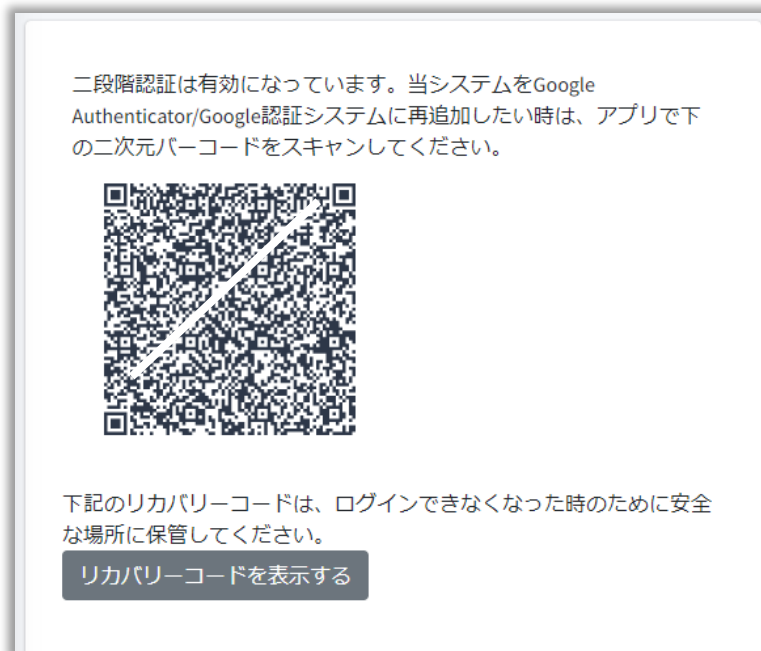 二段階認証は有効になっています。当システムをGoogle
Authenticator/Google認証システムに再追加したい時は、アプリで下
の二次元バーコードをスキャンしてください。
下記のリカバリーコードは、ログインできなくなった時のために安全
な場所に保管してください。
リカバリーコードを表示する